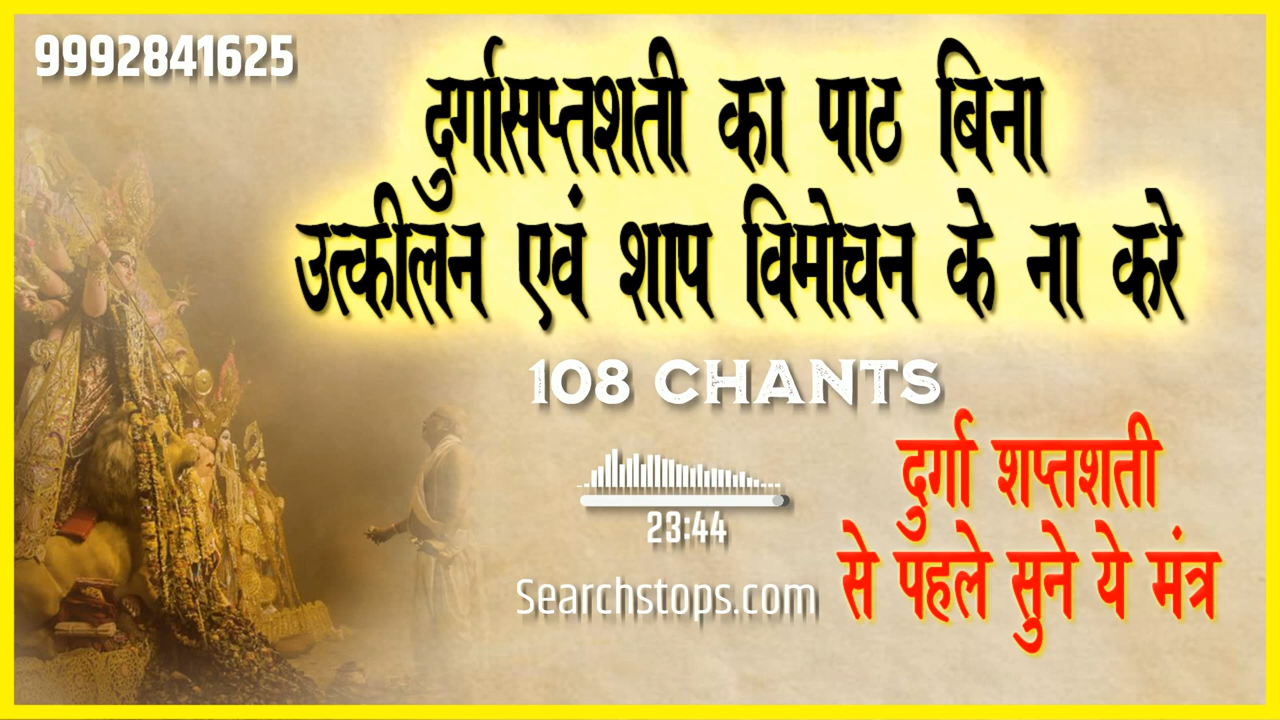 9992841625
दुर्गासप्तशती का पाठ बिना
उत्कीलन एवं शाप विमोचन के ना करे
108 CHANTS
23:44
Searchstops.com
दुर्गा शप्तशती
से पहले सुने ये मंत्र